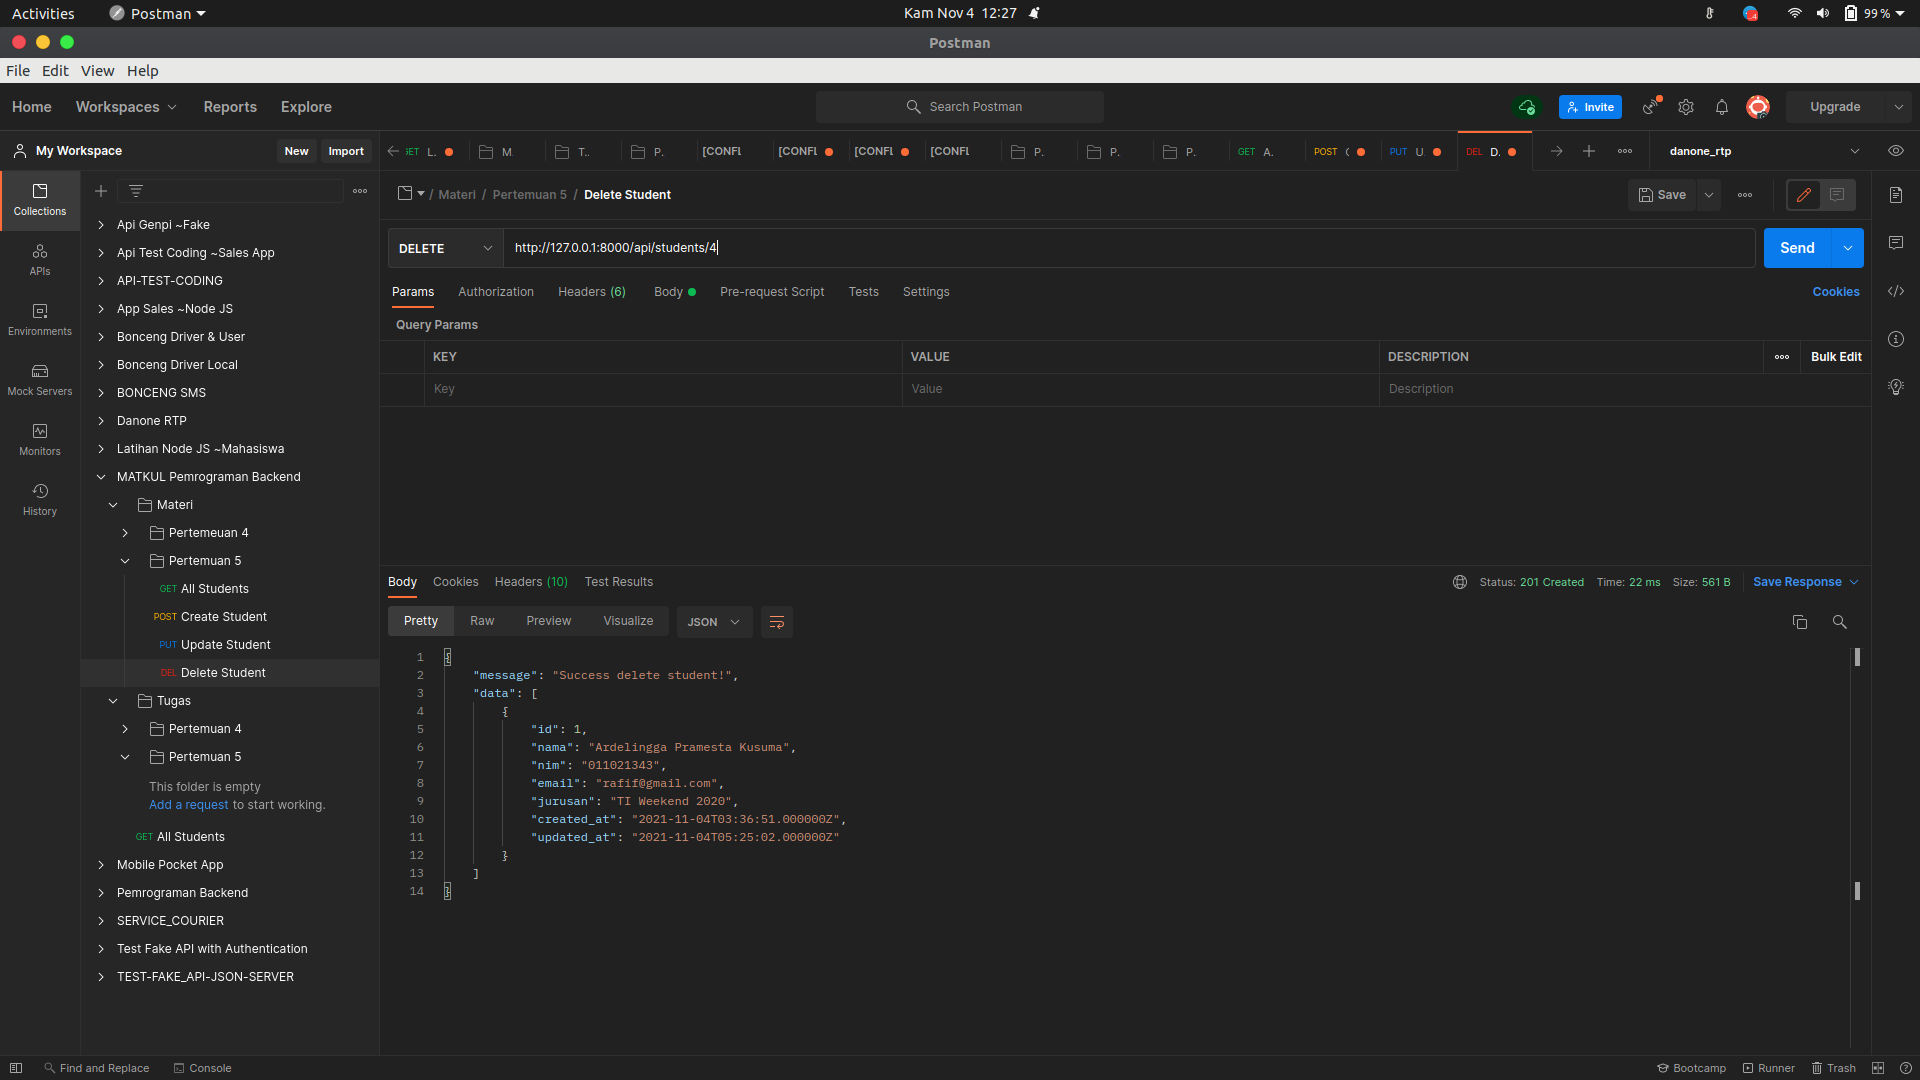 Activities
Postman
Kam Nov 4 12:27
99 %
Postman
File Edit View Help
Home
Workspaces
Reports
Explore
Search Postman
Invite
Upgrade
My Workspace
New
Import
GET L.
M
T..
P.
[CONFL
[CONFL
[CONFL
[CONFL
P.
P.
P.
GET A.
POST
PUT U
DEL D.
danone_rtp
Collections
APIs
Environments
Mock Servers
Monitors
History
Api Genpi ~Fake
Api Test Coding ~Sales App
API-TEST-CODING
App Sales ~Node JS
Bonceng Driver & User
Bonceng Driver Local
BONCENG SMS
Danone RTP
Latihan Node JS ~Mahasiswa
MATKUL Pemrograman Backend
Materi
Pertemeuan 4
Pertemuan 5
GET All Students
POST Create Student
PUT Update Student
DEL Delete Student
Tugas
Pertemuan 4
Pertemuan 5
This folder is empty
Add a request to start working.
GET All Students
Mobile Pocket App
Pemrograman Backend
SERVICE_COURIER
Test Fake API with Authentication
TEST-FAKE_API-JSON-SERVER
/ Materi / Pertemuan 5 / Delete Student
Save
DELETE
http://127.0.0.1:8000/api/students/4
Send
Params
Authorization
Headers (6)
Body
Pre-request Script
Tests
Settings
Cookies
Query Params
KEY
VALUE
DESCRIPTION
Bulk Edit
Key
Value
Description
Body
Cookies
Headers (10)
Test Results
Status: 201 Created
Time: 22 ms
Size: 561 B
Save Response
Pretty
Raw
Preview
Visualize
JSON
1 {
2 "message": "Success delete student!",
3 "data": [
4 {
5 "id": 1,
6 "nama": "Ardelingga Pramesta Kusuma",
7 "nim": "011021343",
8 "email": "rafif@gmail.com",
9 "jurusan": "TI Weekend 2020",
10 "created_at": "2021-11-04T03:36:51.000000Z",
11 "updated_at": "2021-11-04T05:25:02.000000Z"
12 }
13 ]
14 }
Find and Replace
Console
Bootcamp
Runner
Trash